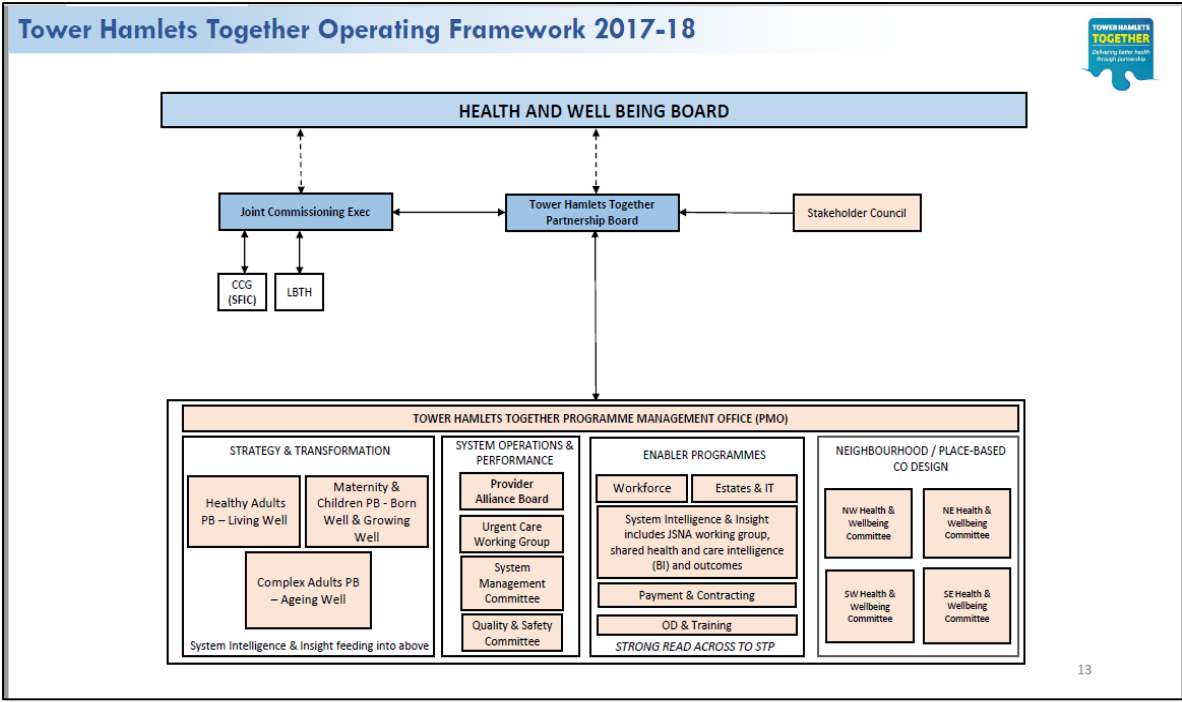 Tower Hamlets Together Operating Framework 2017-18
TOWER HAMLETS
TOGETHER
Delivering better health
through partnership
HEALTH AND WELL BEING BOARD
Joint Commissioning Exec
Tower Hamlets Together
Partnership Board
Stakeholder Council
CCG
(SFIC)
LBTH
TOWER HAMLETS TOGETHER PROGRAMME MANAGEMENT OFFICE (PMO)
STRATEGY & TRANSFORMATION
Healthy Adults
PB – Living Well
Maternity &
Children PB - Born
Well & Growing
Well
Complex Adults PB
– Ageing Well
System Intelligence & Insight feeding into above
SYSTEM OPERATIONS &
PERFORMANCE
Provider
Alliance Board
Urgent Care
Working Group
System
Management
Committee
Quality & Safety
Committee
ENABLER PROGRAMMES
Workforce
Estates & IT
System Intelligence & Insight
includes JSNA working group,
shared health and care intelligence
(BI) and outcomes
Payment & Contracting
OD & Training
STRONG READ ACROSS TO STP
NEIGHBOURHOOD / PLACE-BASED
CO DESIGN
NW Health &
Wellbeing
Committee
NE Health &
Wellbeing
Committee
SW Health &
Wellbeing
Committee
SE Health &
Wellbeing
Committee
13